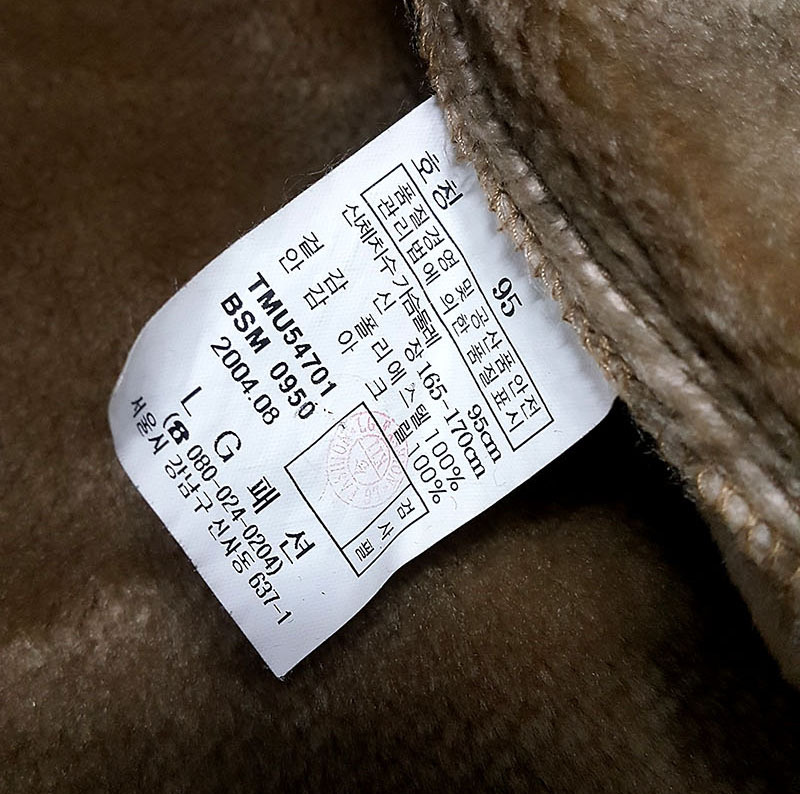 호칭 95
품질경영 및 공산품안전
관리법에 의한 품질표시
신체치수 가슴둘레 95cm
신 장 165-170cm
겉 감 폴리에스텔 100%
안 감 아 크 릴 100%
TMU54701
BSM 0950
2004.08
검 사 필
L G 패 션
080-024-0204)
서울시 강남구 신사동 637-1